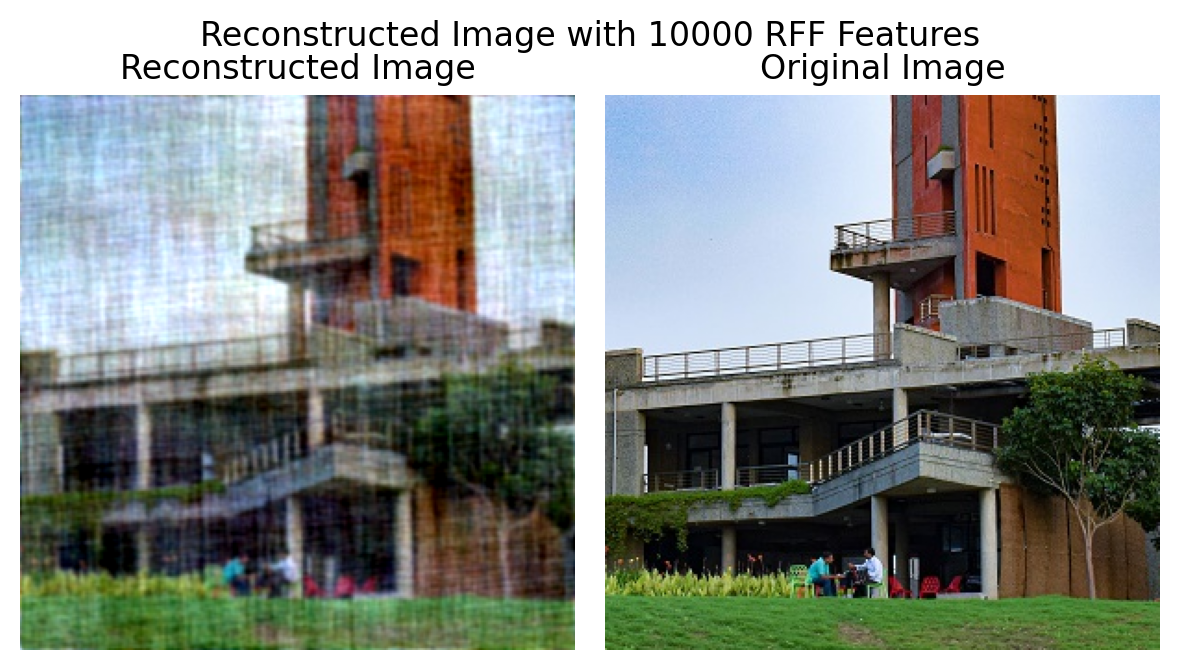 Reconstructed Image with 10000 RFF Features
Reconstructed Image
Original Image